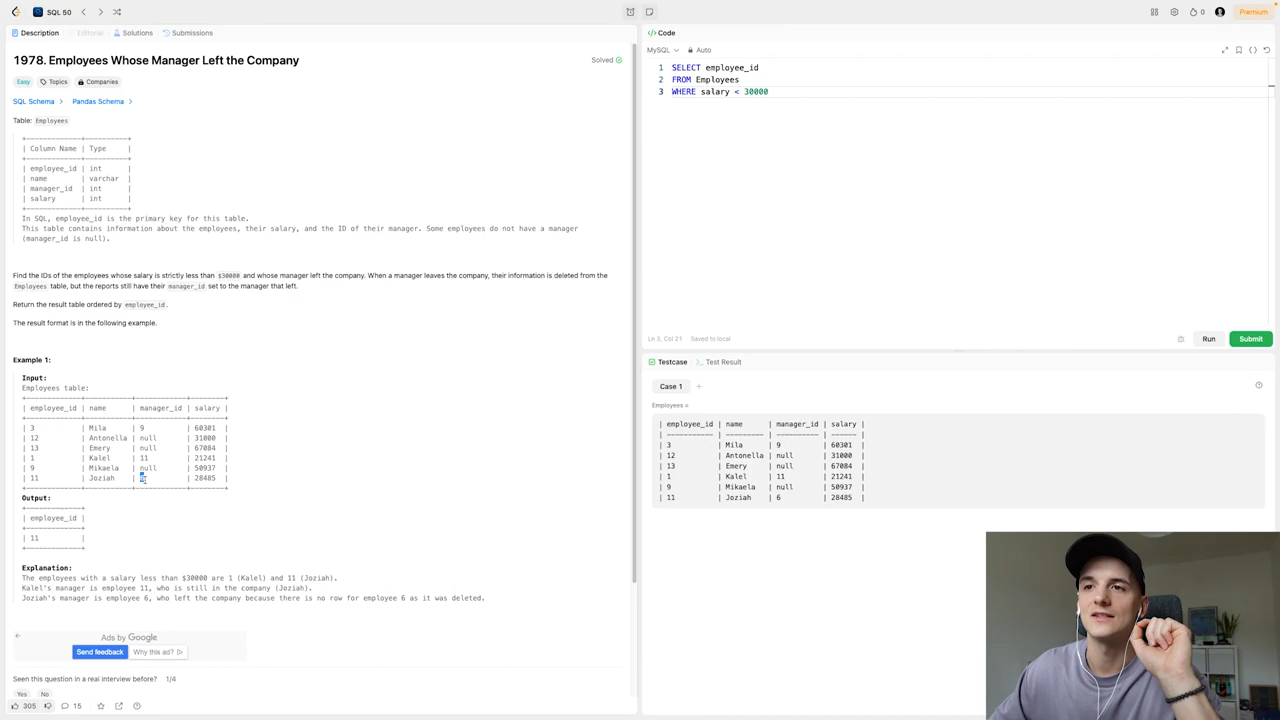 SQL 50
0
Premium
Description
Editorial
Solutions
Submissions
1978. Employees Whose Manager Left the Company
Solved
Easy
Topics
Companies
SQL Schema >
Pandas Schema >
Table: Employees
+-------------+----------+
| Column Name | Type     |
+-------------+----------+
| employee_id | int      |
| name        | varchar  |
| manager_id  | int      |
| salary      | int      |
+-------------+----------+
In SQL, employee_id is the primary key for this table.
This table contains information about the employees, their salary, and the ID of their manager. Some employees do not have a manager
(manager_id is null).
Find the IDs of the employees whose salary is strictly less than $30000 and whose manager left the company. When a manager leaves the company, their information is deleted from the
Employees table, but the reports still have their manager_id set to the manager that left.
Return the result table ordered by employee_id.
The result format is in the following example.
Example 1:
Input:
Employees table:
+-------------+-----------+------------+--------+
| employee_id | name      | manager_id | salary |
+-------------+-----------+------------+--------+
| 3           | Mila      | 9          | 60301  |
| 12          | Antonella | null       | 31000  |
| 13          | Emery     | null       | 67084  |
| 1           | Kalel     | 11         | 21241  |
| 9           | Mikaela   | null       | 50937  |
| 11          | Joziah    | 6          | 28485  |
+-------------+-----------+------------+--------+
Output:
+-------------+
| employee_id |
+-------------+
| 11          |
+-------------+
Explanation:
The employees with a salary less than $30000 are 1 (Kalel) and 11 (Joziah).
Kalel's manager is employee 11, who is still in the company (Joziah).
Joziah's manager is employee 6, who left the company because there is no row for employee 6 as it was deleted.
Ads by Google
Send feedback
Why this ad?
Seen this question in a real interview before? 1/4
Yes
No
305
15
</> Code
MySQL
Auto
1 SELECT employee_id
2 FROM Employees
3 WHERE salary < 30000
Ln 3, Col 21
Saved to local
Run
Submit
Testcase
>_ Test Result
Case 1
+
Employees =
| employee_id | name      | manager_id | salary |
| ----------- | --------- | ---------- | ------ |
| 3           | Mila      | 9          | 60301  |
| 12          | Antonella | null       | 31000  |
| 13          | Emery     | null       | 67084  |
| 1           | Kalel     | 11         | 21241  |
| 9           | Mikaela   | null       | 50937  |
| 11          | Joziah    | 6          | 28485  |